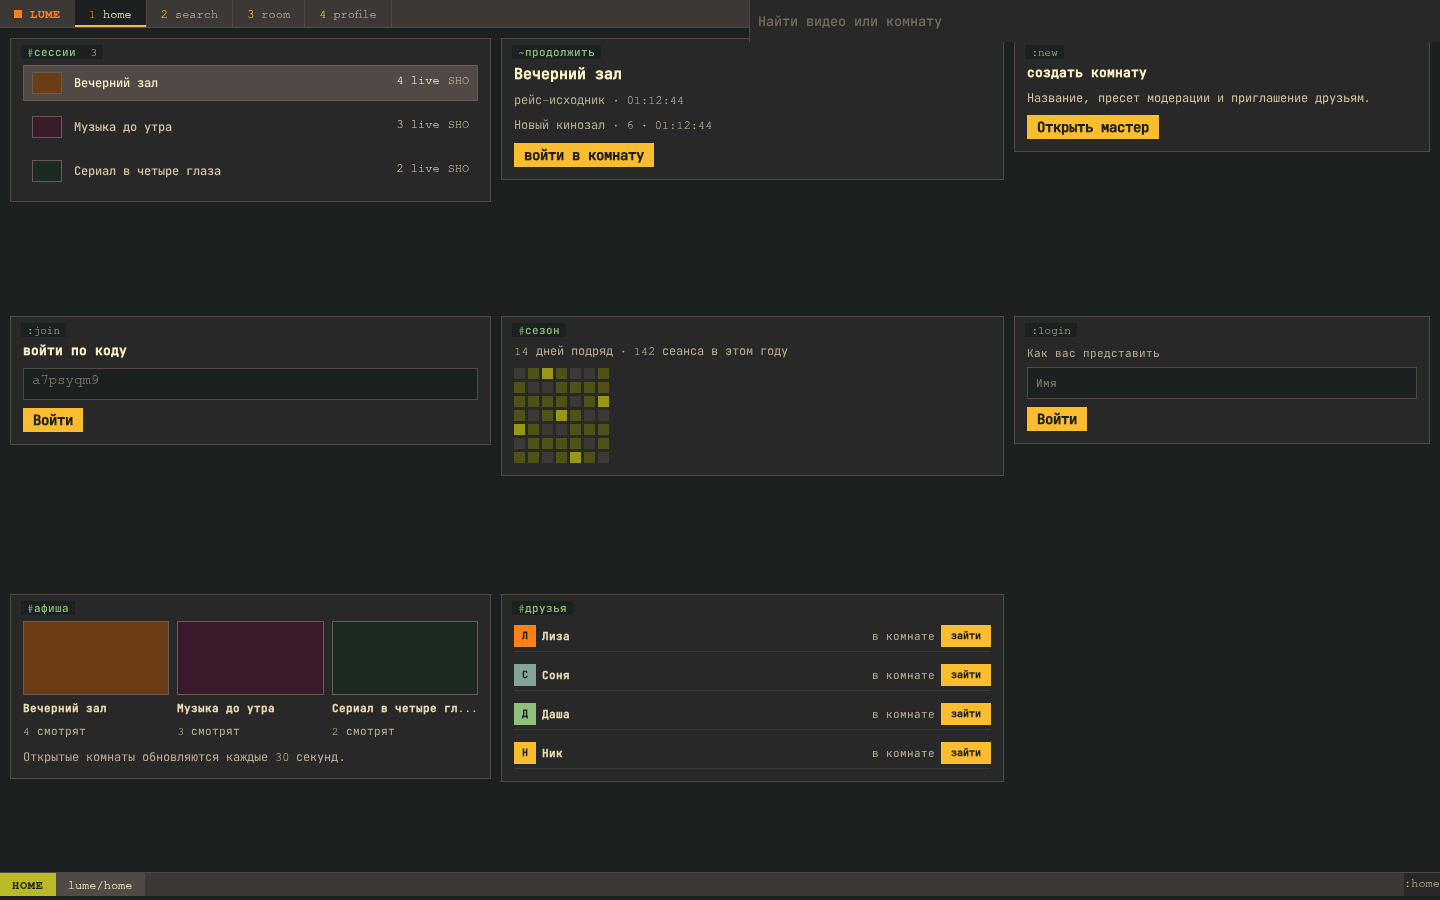 LUME
1 home
2 search
3 room
4 profile
Найти видео или комнату
#сессии 3
Вечерний зал 4 live SHO
Музыка до утра 3 live SHO
Сериал в четыре глаза 2 live SHO
~продолжить
Вечерний зал
рейс-исходник · 01:12:44
Новый кинозал · 6 · 01:12:44
войти в комнату
:new
создать комнату
Название, пресет модерации и приглашение друзьям.
Открыть мастер
:join
войти по коду
a7psyqm9
Войти
#сезон
14 дней подряд · 142 сеанса в этом году
:login
Как вас представить
Имя
Войти
#афиша
Вечерний зал
4 смотрят
Музыка до утра
3 смотрят
Сериал в четыре гл...
2 смотрят
Открытые комнаты обновляются каждые 30 секунд.
#друзья
Л Лиза в комнате зайти
С Соня в комнате зайти
Д Даша в комнате зайти
Н Ник в комнате зайти
HOME lume/home
:home